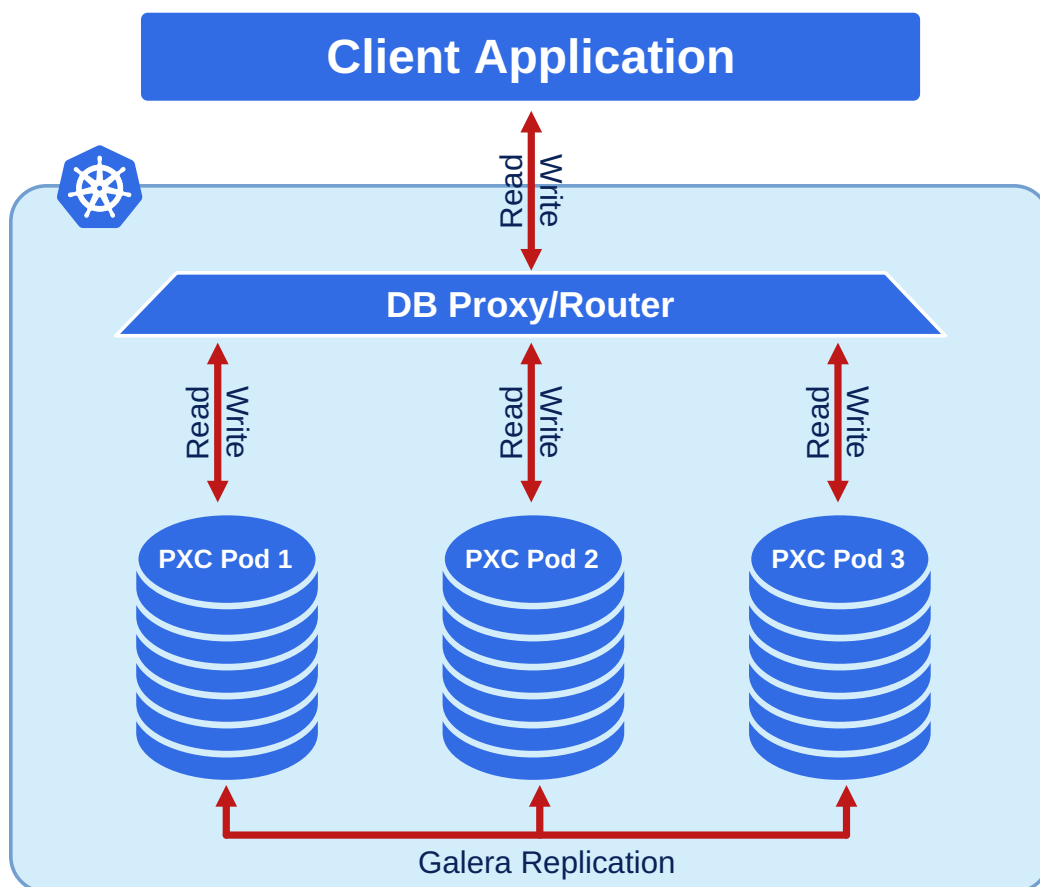 Client Application
Read
Write
DB Proxy/Router
Read
Write
Read
Write
Read
Write
PXC Pod 1
PXC Pod 2
PXC Pod 3
Galera Replication